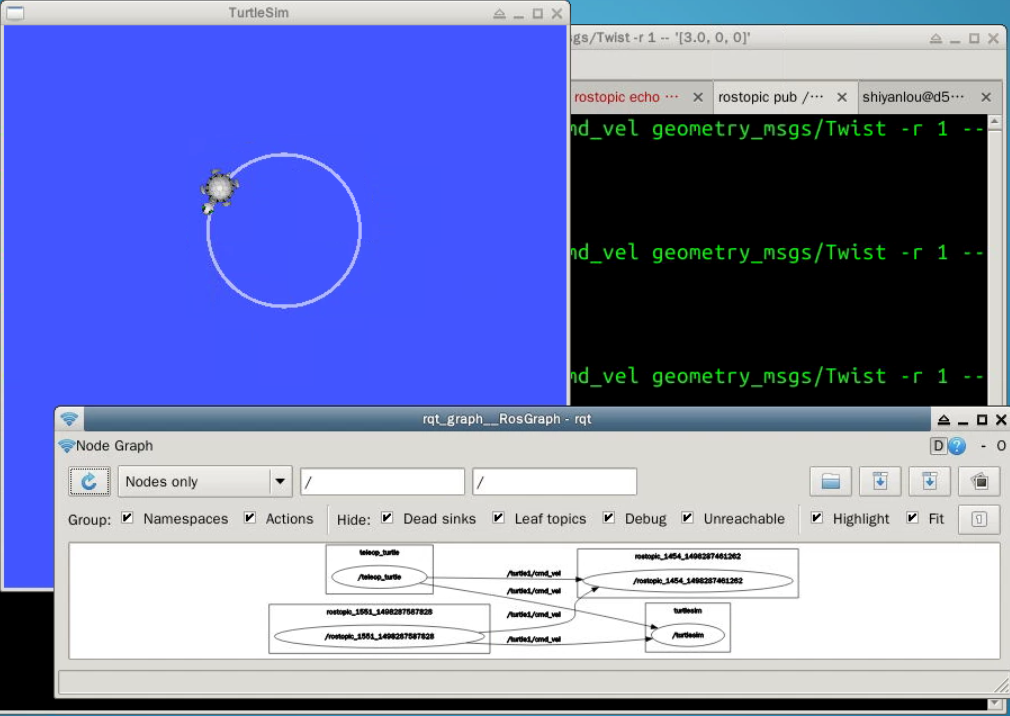 TurtleSim
gs/Twist -r 1 -- '[3.0, 0, 0]'
rostopic echo ···
rostopic pub /···
shiyanlou@d5···
md_vel geometry_msgs/Twist -r 1 --
md_vel geometry_msgs/Twist -r 1 --
md_vel geometry_msgs/Twist -r 1 --
rqt_graph__RosGraph - rqt
Node Graph
D ? - O
Nodes only
/
/
Group: Namespaces Actions Hide: Dead sinks Leaf topics Debug Unreachable Highlight Fit
teleop_turtle
/teleop_turtle
/turtle1/cmd_vel
/turtle1/cmd_vel
rostopic_1454_1498287461262
/rostopic_1454_1498287461262
rostopic_1551_1498287587828
/rostopic_1551_1498287587828
/turtle1/cmd_vel
/turtle1/cmd_vel
turtlesim
/turtlesim